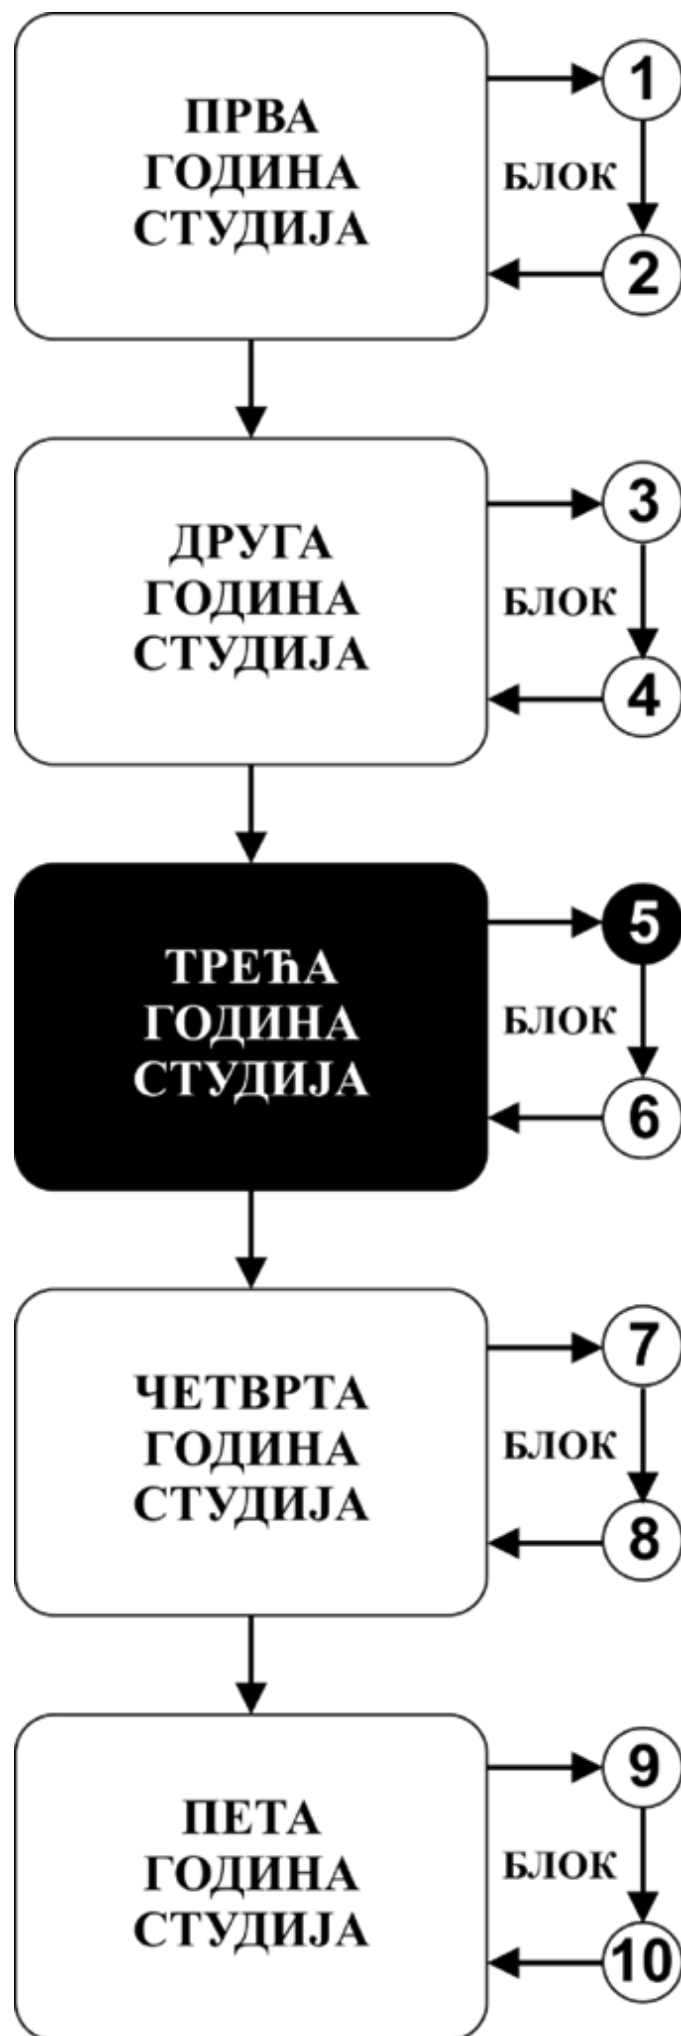 ПРВА
ГОДИНА
СТУДИЈА
1
БЛОК
2
ДРУГА
ГОДИНА
СТУДИЈА
3
БЛОК
4
ТРЕЋА
ГОДИНА
СТУДИЈА
5
БЛОК
6
ЧЕТВРТА
ГОДИНА
СТУДИЈА
7
БЛОК
8
ПЕТА
ГОДИНА
СТУДИЈА
9
БЛОК
10